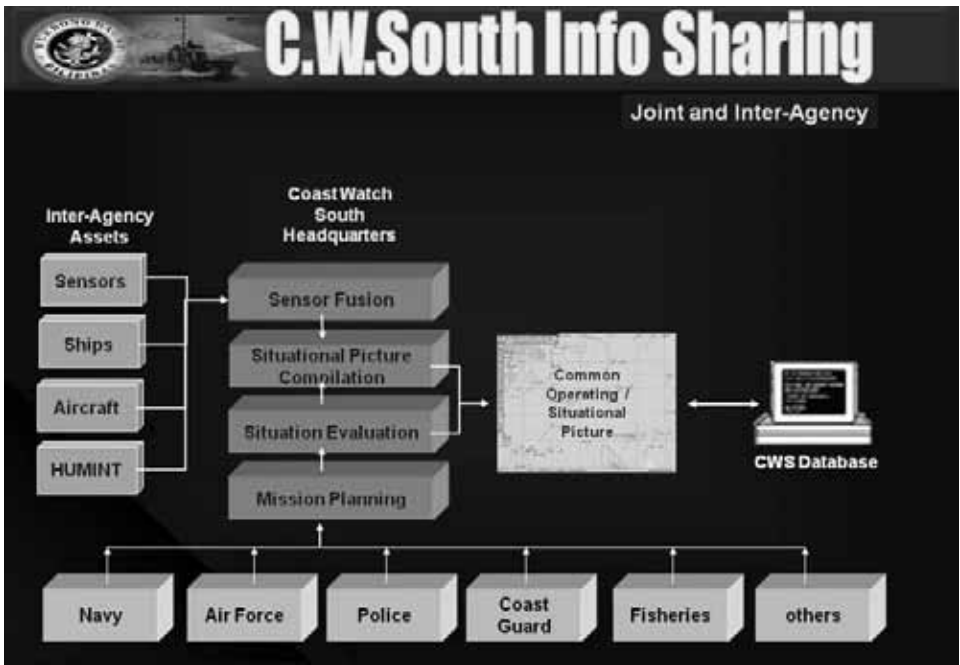 C.W.South Info Sharing
Joint and Inter-Agency
Inter-Agency
Assets
Sensors
Ships
Aircraft
HUMINT
Coast Watch
South
Headquarters
Sensor Fusion
Situational Picture
Compilation
Situation Evaluation
Mission Planning
Common
Operating /
Situational
Picture
CWS Database
Navy
Air Force
Police
Coast
Guard
Fisheries
others